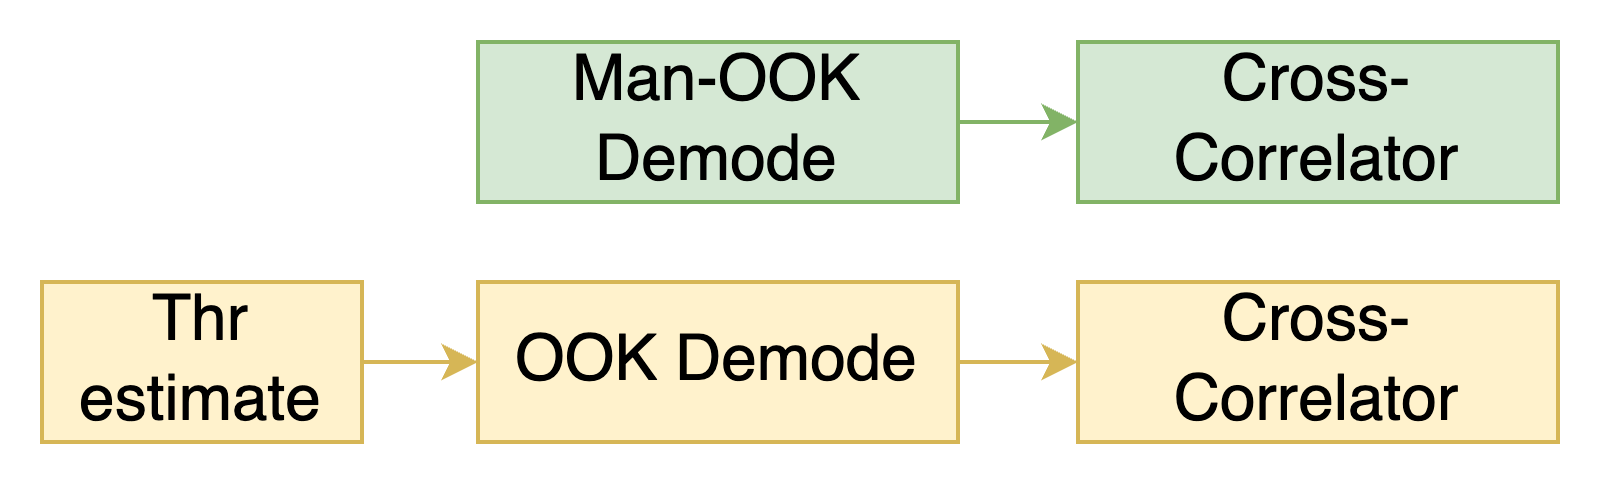 Man-OOK
Demode
Cross-
Correlator
Thr
estimate
OOK Demode
Cross-
Correlator